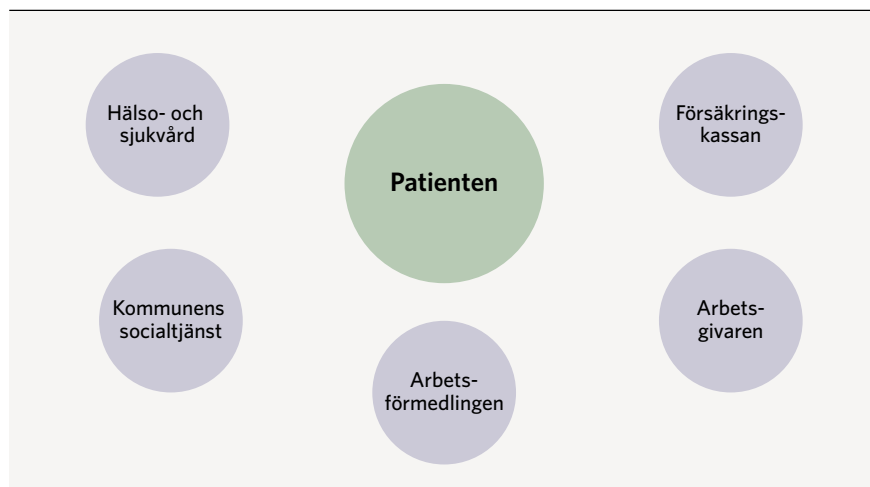 Hälso- och
sjukvård
Patienten
Försäkrings-
kassan
Kommunens
socialtjänst
Arbets-
förmedlingen
Arbets-
givaren